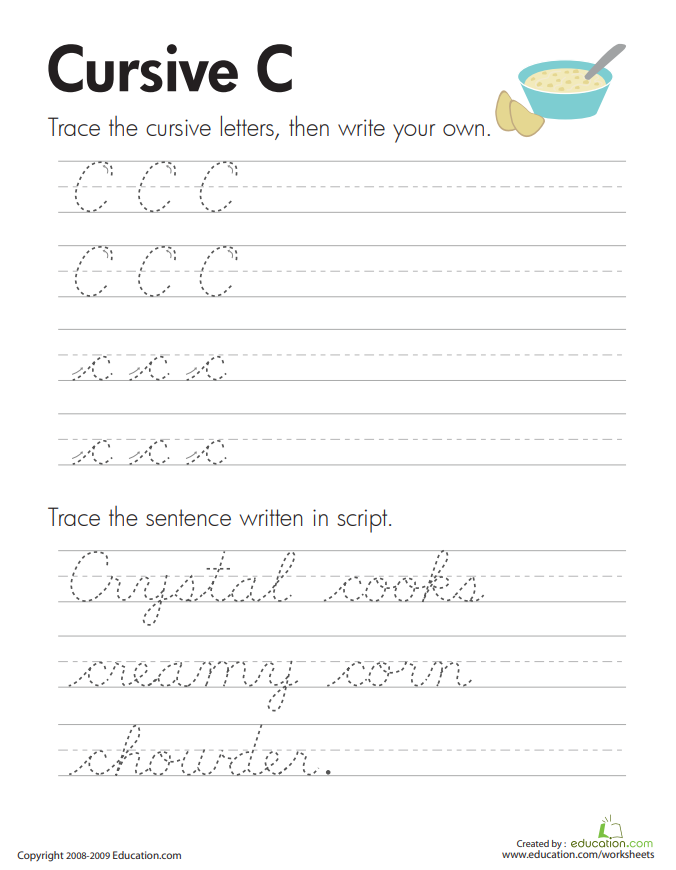 Cursive C
Trace the cursive letters, then write your own.
C C C
C C C
c c c
c c c
Trace the sentence written in script.
Crystal cooks
creamy corn
chowder.
Created by : education.com
Copyright 2008-2009 Education.com
www.education.com/worksheets